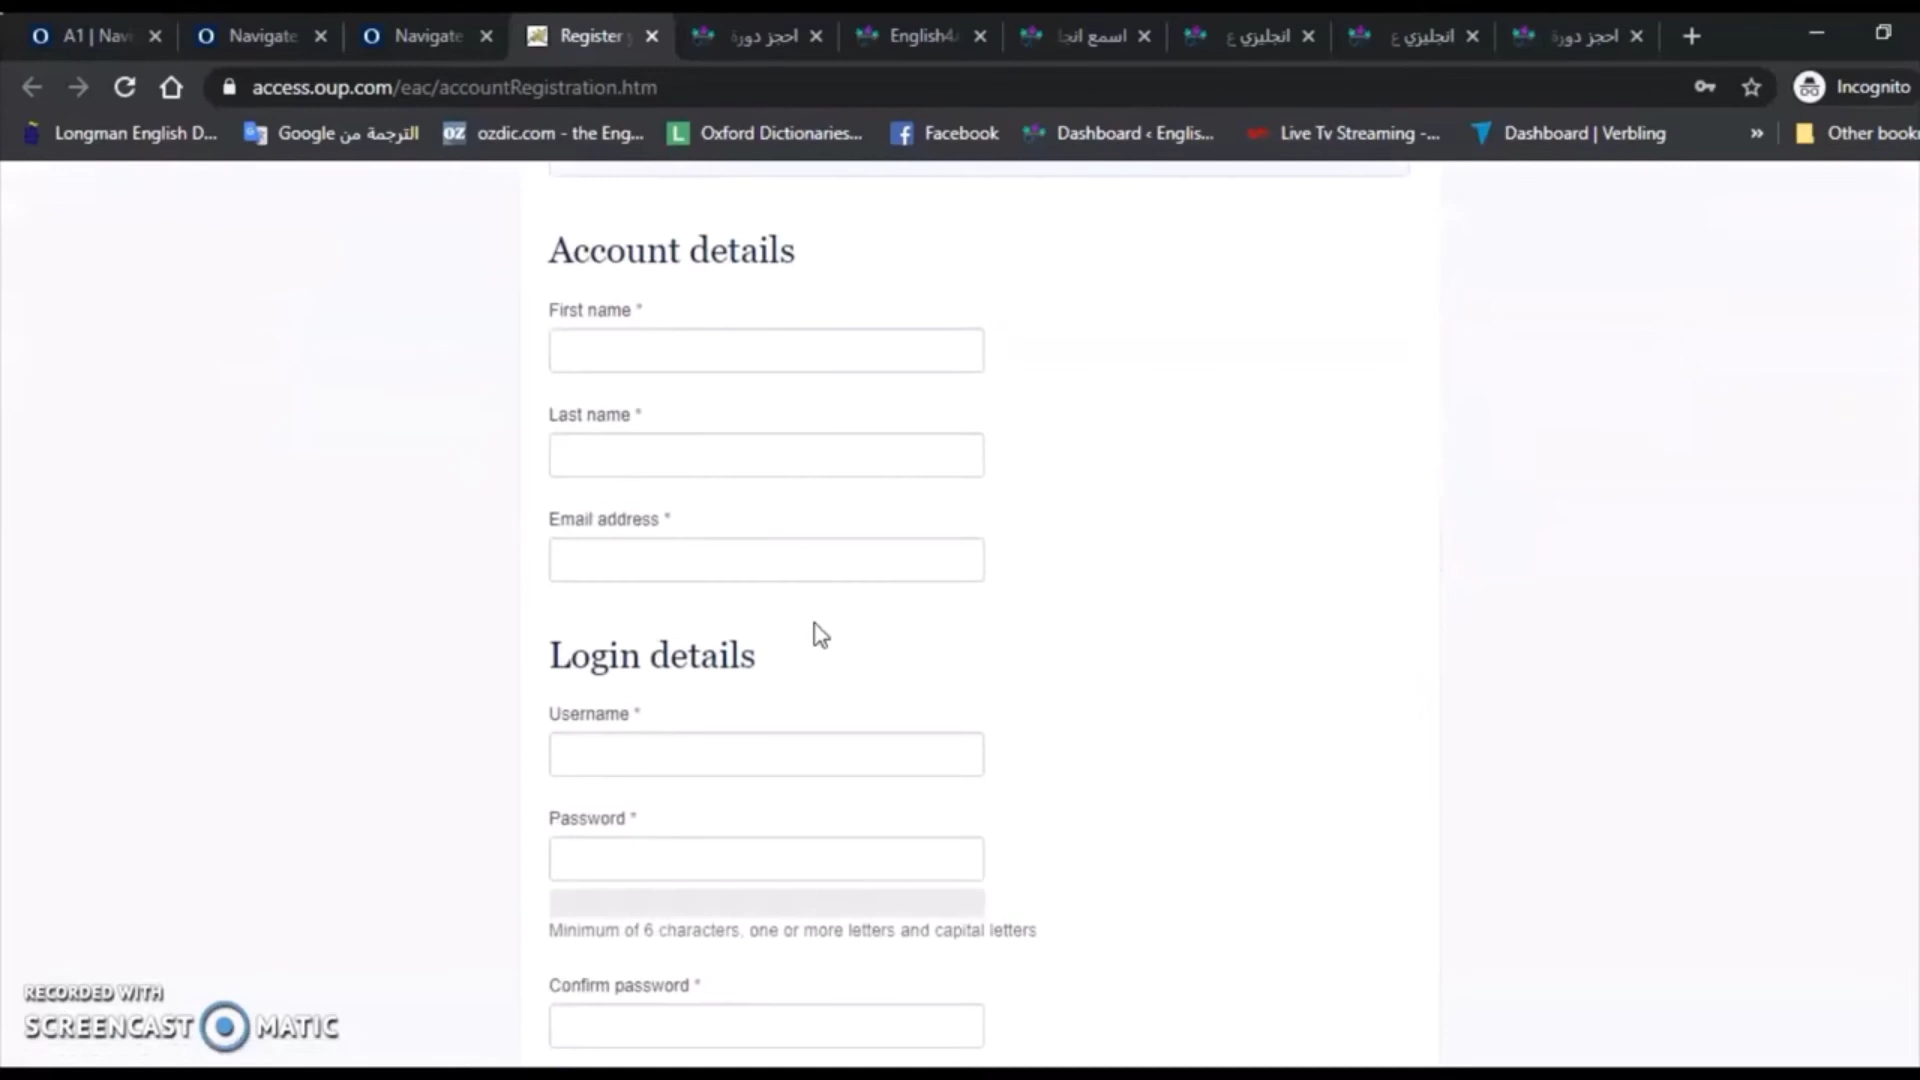 A1 | Navi
Navigate
Navigate
Register y
احجز دورة
English4
اسمع انجا
انجليزي ع
انجليزي ع
احجز دورة
access.oup.com/eac/accountRegistration.htm
Incognito
Longman English D...
الترجمة من Google
OZ ozdic.com - the Eng...
L Oxford Dictionaries...
Facebook
Dashboard ‹ Englis...
Live Tv Streaming -...
Dashboard | Verbling
»
Other book
Account details
First name *
Last name *
Email address *
Login details
Username *
Password *
Minimum of 6 characters, one or more letters and capital letters
Confirm password *
RECORDED WITH
SCREENCAST MATIC